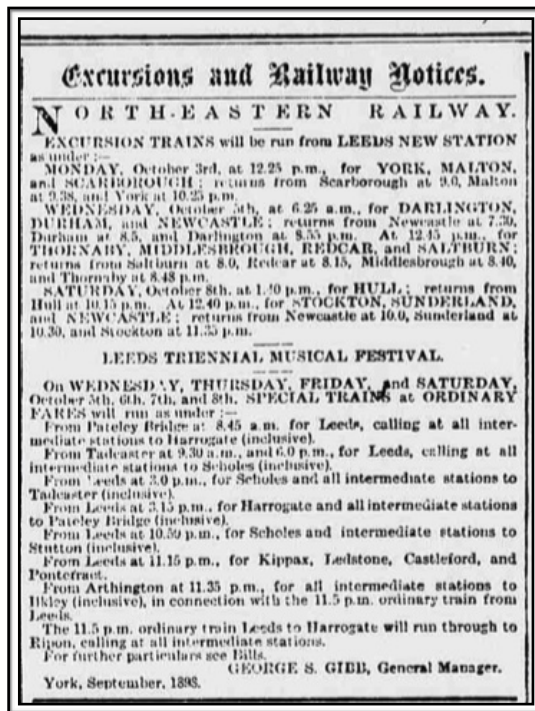 Excursions and Railway Notices.
NORTH-EASTERN RAILWAY.
EXCURSION TRAINS will be run from LEEDS NEW STATION
as under :—
MONDAY, October 3rd, at 12.25 p.m., for YORK, MALTON,
and SCARBOROUGH; returns from Scarborough at 9.0, Malton
at 9.38, and York at 10.25 p.m.
WEDNESDAY, October 5th, at 6.25 a.m., for DARLINGTON,
DURHAM, and NEWCASTLE; returns from Newcastle at 7.30,
Durham at 8.5, and Darlington at 8.55 p.m. At 12.45 p.m., for
THORNABY, MIDDLESBROUGH, REDCAR, and SALTBURN;
returns from Saltburn at 8.0, Redcar at 8.15, Middlesbrough at 8.40,
and Thornaby at 8.48 p.m.
SATURDAY, October 8th, at 1.40 p.m., for HULL; returns from
Hull at 10.15 p.m. At 12.40 p.m., for STOCKTON, SUNDERLAND,
and NEWCASTLE; returns from Newcastle at 10.0, Sunderland at
10.30, and Stockton at 11.35 p.m.
LEEDS TRIENNIAL MUSICAL FESTIVAL.
On WEDNESDAY, THURSDAY, FRIDAY, and SATURDAY,
October 5th, 6th, 7th, and 8th, SPECIAL TRAINS at ORDINARY
FARES will run as under :—
From Pateley Bridge at 8.45 a.m. for Leeds, calling at all inter-
mediate stations to Harrogate (inclusive).
From Tadcaster at 9.30 a.m., and 6.0 p.m., for Leeds, calling at all
intermediate stations to Scholes (inclusive).
From Leeds at 3.0 p.m., for Scholes and all intermediate stations to
Tadcaster (inclusive).
From Leeds at 3.15 p.m., for Harrogate and all intermediate stations
to Pateley Bridge (inclusive).
From Leeds at 10.50 p.m., for Scholes and intermediate stations to
Stutton (inclusive).
From Leeds at 11.15 p.m., for Kippax, Ledstone, Castleford, and
Pontefract.
From Arthington at 11.35 p.m., for all intermediate stations to
Ilkley (inclusive), in connection with the 11.5 p.m. ordinary train from
Leeds.
The 11.5 p.m. ordinary train Leeds to Harrogate will run through to
Ripon, calling at all intermediate stations.
For further particulars see Bills.
GEORGE S. GIBB, General Manager.
York, September, 1898.